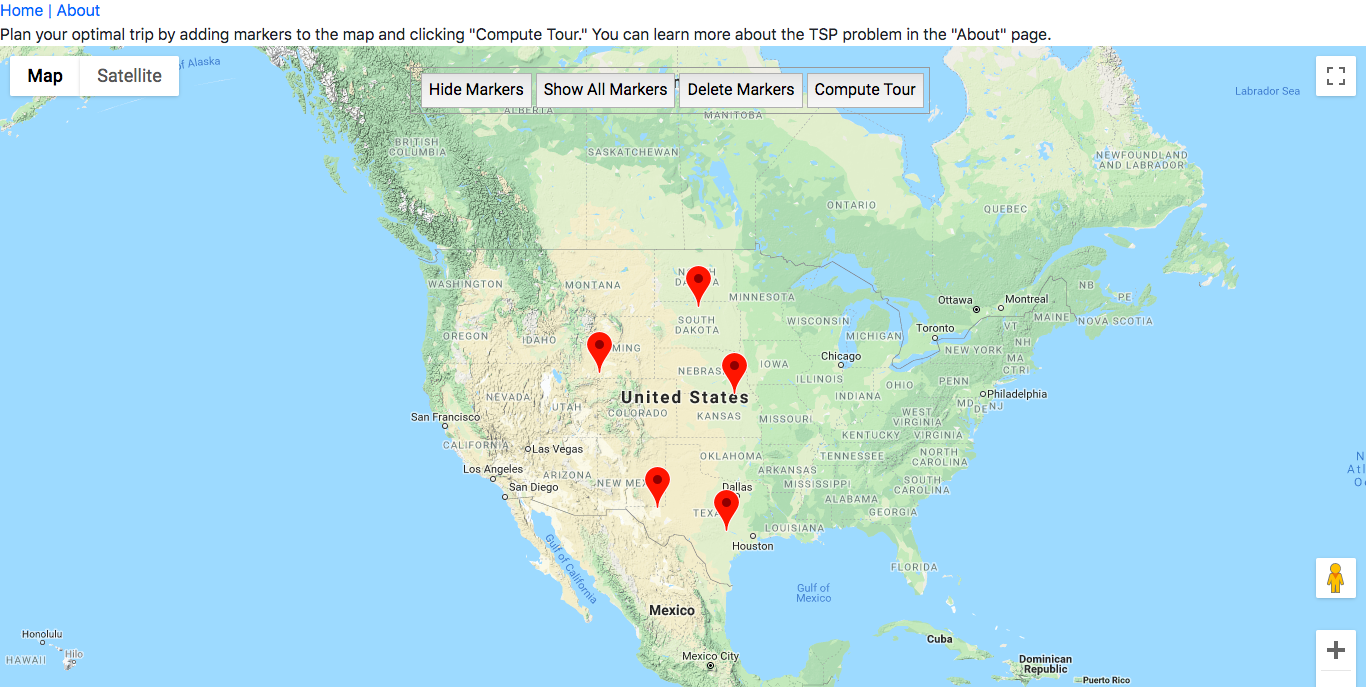 Home | About
Plan your optimal trip by adding markers to the map and clicking "Compute Tour." You can learn more about the TSP problem in the "About" page.
Map Satellite
of Alaska
Hide Markers Show All Markers Delete Markers Compute Tour
Labrador Sea
ALBERTA
MANITOBA
BRITISH
COLUMBIA
SASKATCHEWAN
NEWFOUNDLAND
AND LABRADOR
ONTARIO
QUEBEC
WASHINGTON
MONTANA
MINNESOTA
NB
PE
Ottawa
Montreal
MAINE
NOVA SCOTIA
SOUTH
DAKOTA
WISCONSIN
MICHIGAN
Toronto
VT
NH
OREGON
IDAHO
NEW YORK
MA
CT RI
Chicago
IOWA
ILLINOIS
OHIO
PENN
INDIANA
Philadelphia
MD
DE
NJ
NEVADA
UTAH
United States
COLORADO
KANSAS
MISSOURI
WEST
VIRGINIA
KENTUCKY
VIRGINIA
San Francisco
CALIFORNIA
Las Vegas
OKLAHOMA
TENNESSEE
NORTH
CAROLINA
Los Angeles
ARIZONA
ARKANSAS
San Diego
NEW
Dallas
MISSISSIPPI
SOUTH
CAROLINA
ALABAMA
GEORGIA
LOUISIANA
Houston
Gulf of California
FLORIDA
Gulf of
Mexico
Mexico
Honolulu
HAWAII
Hilo
Cuba
Mexico City
Dominican
Republic
Puerto Rico